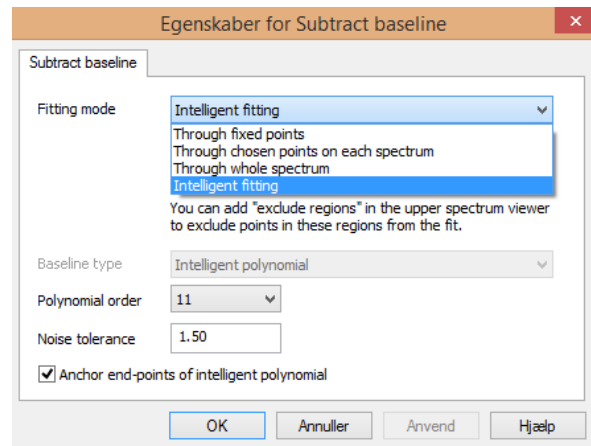 Egenskaber for Subtract baseline
Subtract baseline
Fitting mode
Intelligent fitting
Through fixed points
Through chosen points on each spectrum
Through whole spectrum
Intelligent fitting
You can add "exclude regions" in the upper spectrum viewer
to exclude points in these regions from the fit.
Baseline type
Intelligent polynomial
Polynomial order
11
Noise tolerance
1.50
Anchor end-points of intelligent polynomial
OK
Annuller
Anvend
Hjælp